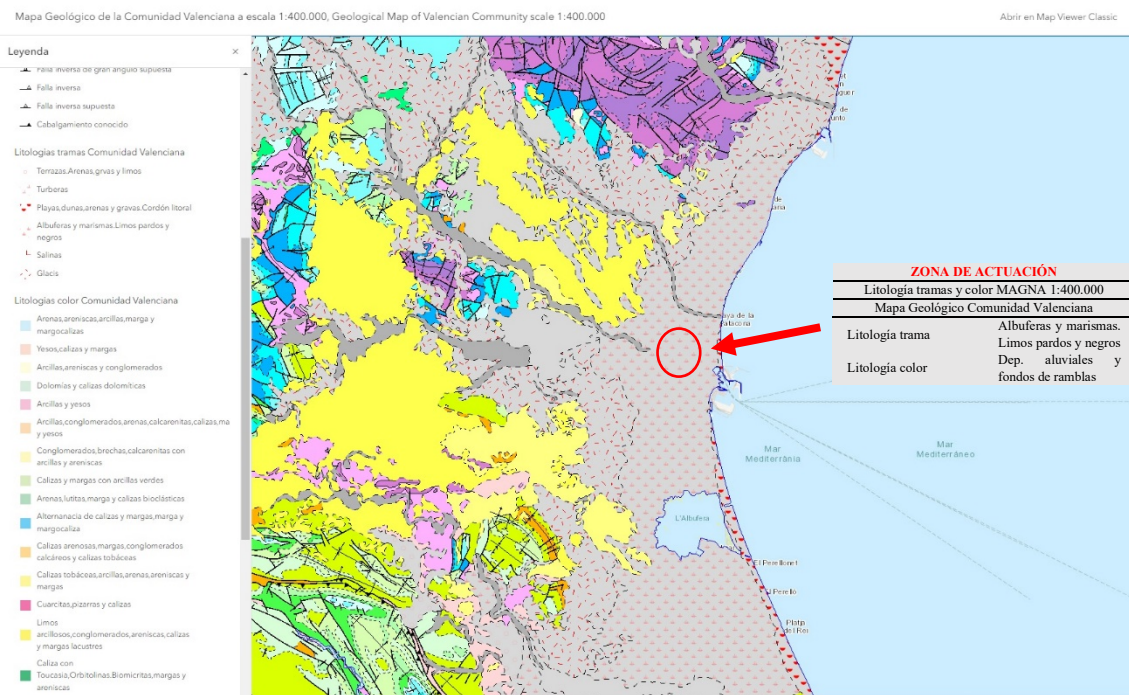 Mapa Geológico de la Comunidad Valenciana a escala 1:400.000, Geological Map of Valencian Community scale 1:400.000
Abrir en Map Viewer Classic
Leyenda
×
Falla inversa de gran ángulo supuesta
Falla inversa
Falla inversa supuesta
Cabalgamiento conocido
Litologías tramas Comunidad Valenciana
Terrazas.Arenas,grvas y limos
Turberas
Playas,dunas,arenas y gravas.Cordón litoral
Albuferas y marismas.Limos pardos y
negros
Salinas
Glacis
Litologías color Comunidad Valenciana
Arenas,areniscas,arcillas,marga y
margocalizas
Yesos,calizas y margas
Arcillas,areniscas y conglomerados
Dolomías y calizas dolomíticas
Arcillas y yesos
Arcillas,conglomerados,arenas,calcarenitas,calizas,ma
y yesos
Conglomerados,brechas,calcarenitas con
arcillas y areniscas
Calizas y margas con arcillas verdes
Arenas,lutitas,marga y calizas bioclásticas
Alternanacia de calizas y margas,marga y
margocaliza
Calizas arenosas,margas,conglomerados
calcáreos y calizas tobáceas
Calizas tobáceas,arcillas,arenas,areniscas y
margas
Cuarcitas,pizarras y calizas
Limos
arcillosos,conglomerados,areniscas,calizas
y margas lacustres
Caliza con
Toucasia,Orbitolinas.Biomicritas,margas y
areniscas
ZONA DE ACTUACIÓN
Litología tramas y color MAGNA 1:400.000
Mapa Geológico Comunidad Valenciana
Litología trama
Albuferas y marismas.
Limos pardos y negros
Litología color
Dep. aluviales y
fondos de ramblas
aya de la
atacona
Mar
Mediterrània
Mar
Mediterráneo
L'Albufera
El Perellonet
l Perelló
Platja
del Rei